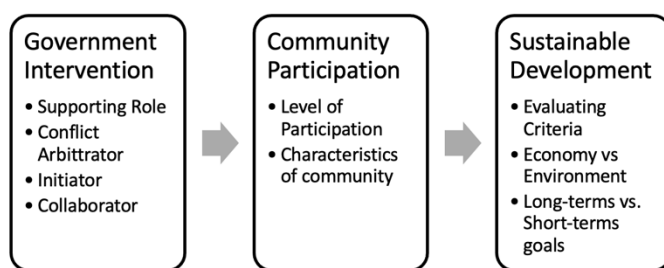 Government
Intervention
• Supporting Role
• Conflict
Arbittrator
• Initiator
• Collaborator
Community
Participation
• Level of
Participation
• Characteristics
of community
Sustainable
Development
• Evaluating
Criteria
• Economy vs
Environment
• Long-terms vs.
Short-terms
goals